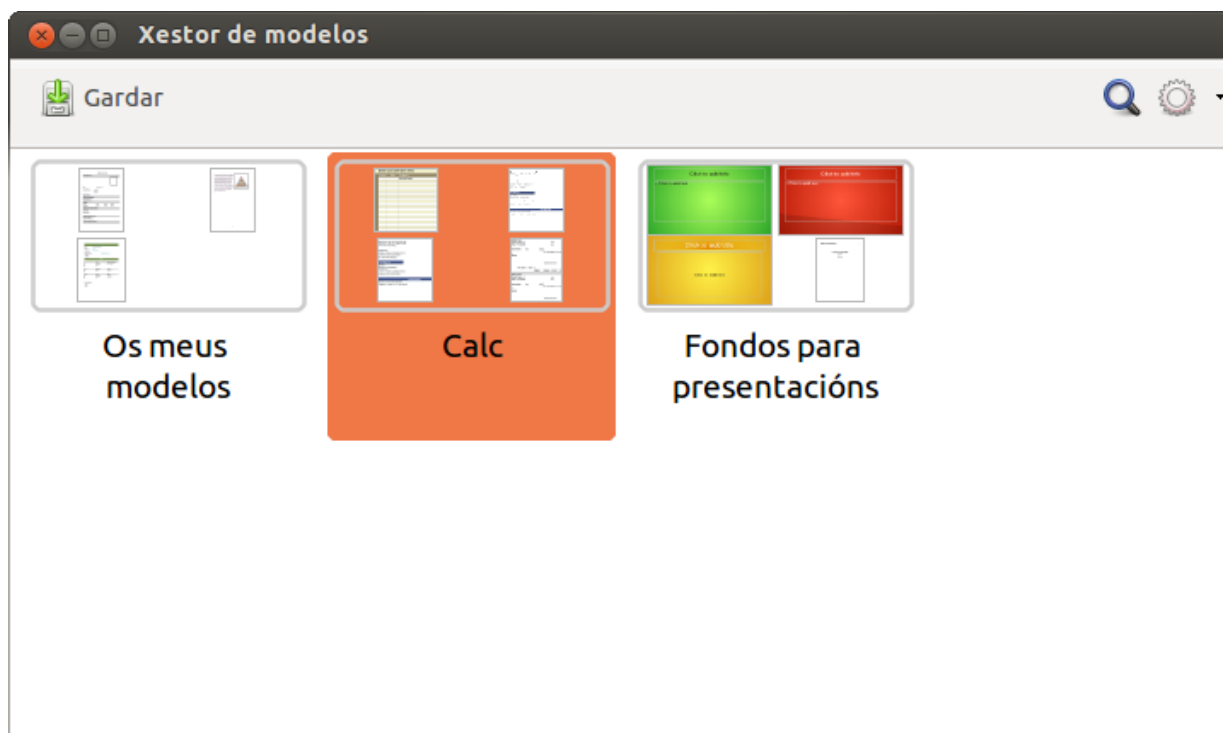 Xestor de modelos
Gardar
Os meus
modelos
Calc
Fondos para
presentacións